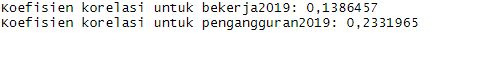 Koefisien korelasi untuk bekerja2019: 0,1386457
Koefisien korelasi untuk pengangguran2019: 0,2331965